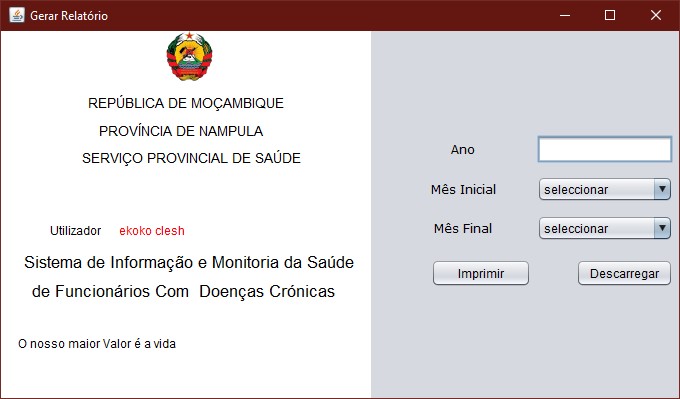 Gerar Relatório
REPÚBLICA DE MOÇAMBIQUE
PROVÍNCIA DE NAMPULA
SERVIÇO PROVINCIAL DE SAÚDE
Utilizador ekoko clesh
Sistema de Informação e Monitoria da Saúde
de Funcionários Com Doenças Crónicas
O nosso maior Valor é a vida
Ano
Mês Inicial seleccionar
Mês Final seleccionar
Imprimir Descarregar